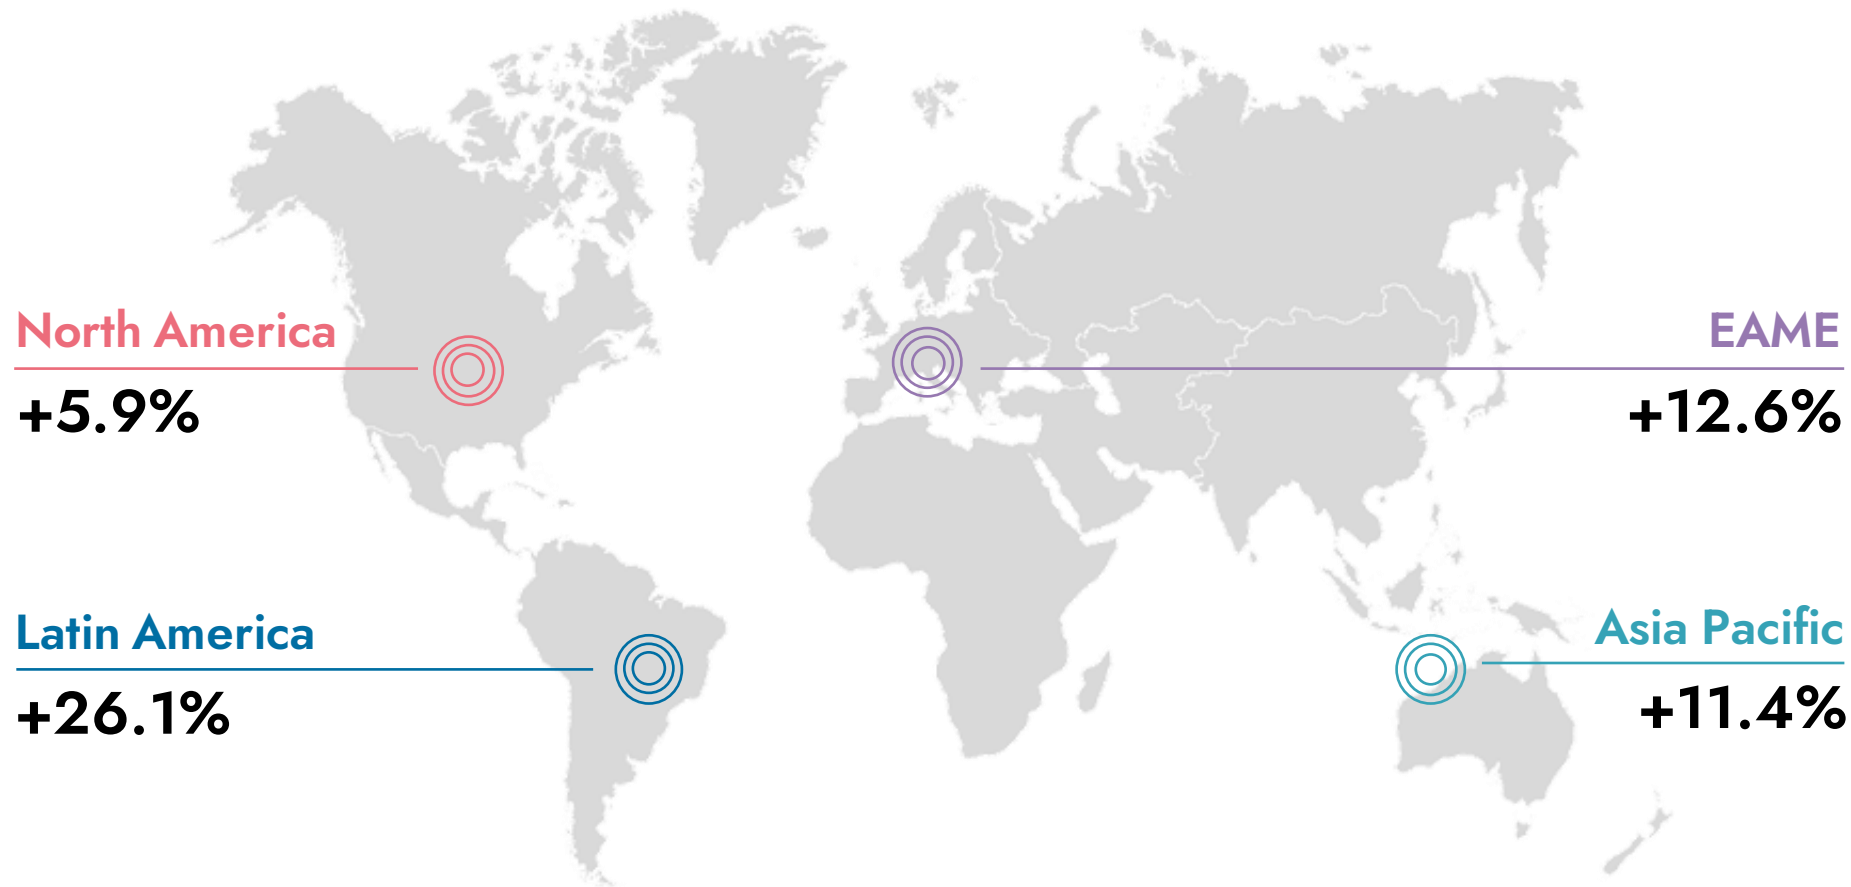 North America
+5.9%
EAME
+12.6%
Latin America
+26.1%
Asia Pacific
+11.4%